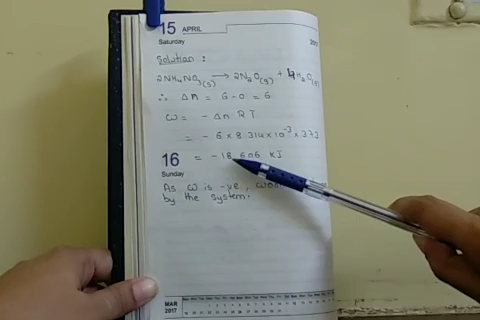 15 APRIL
Saturday
Solution :
2NH4NO3(s) → 2N2O(g) + 4H2O(g)
∴ Δn = 6-0 = 6
ω = - Δn RT
= - 6 × 8.314 × 10-3 × 373
16 = - 18.606 KJ
Sunday
As ω is -ve,
by the system.
MAR
2017